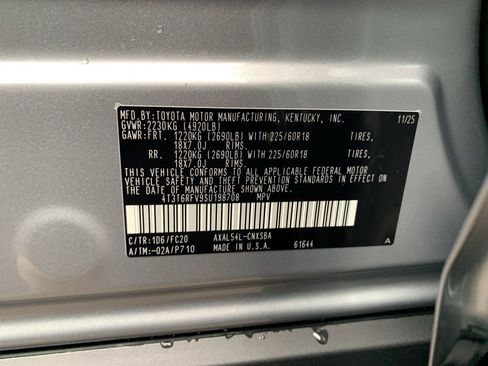 MFD.BY:TOYOTA MOTOR MANUFACTURING, KENTUCKY, INC. 11/25
GVWR:2230KG (4920LB)
GAWR:FRT. 1220KG (2690LB) WITH 225/60R18 TIRES,
18X7.0J RIMS.
RR. 1220KG (2690LB) WITH 225/60R18 TIRES,
18X7.0J RIMS.
THIS VEHICLE CONFORMS TO ALL APPLICABLE FEDERAL MOTOR
VEHICLE SAFETY AND THEFT PREVENTION STANDARDS IN EFFECT ON
THE DATE OF MANUFACTURE SHOWN ABOVE.
4T3T6RFV9SU198708 MPV
C/TR:1D6/FC20 AXAL54L-CNXSBA
A/TM:-02A/P710 MADE IN U.S.A. 61644 A